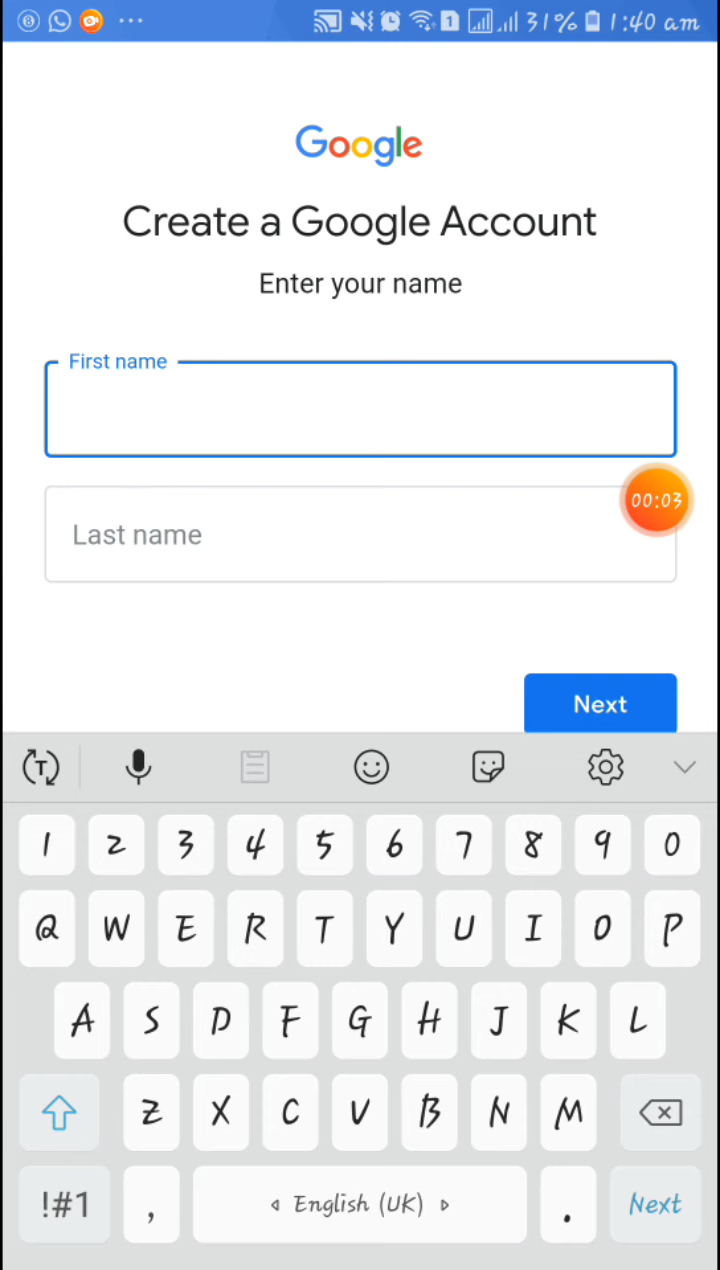 31% 1:40 am
Google
Create a Google Account
Enter your name
First name
00:03
Last name
Next
1 2 3 4 5 6 7 8 9 0
Q W E R T Y U I O P
A S D F G H J K L
Z X C V B N M
!#1 , English (UK) . Next